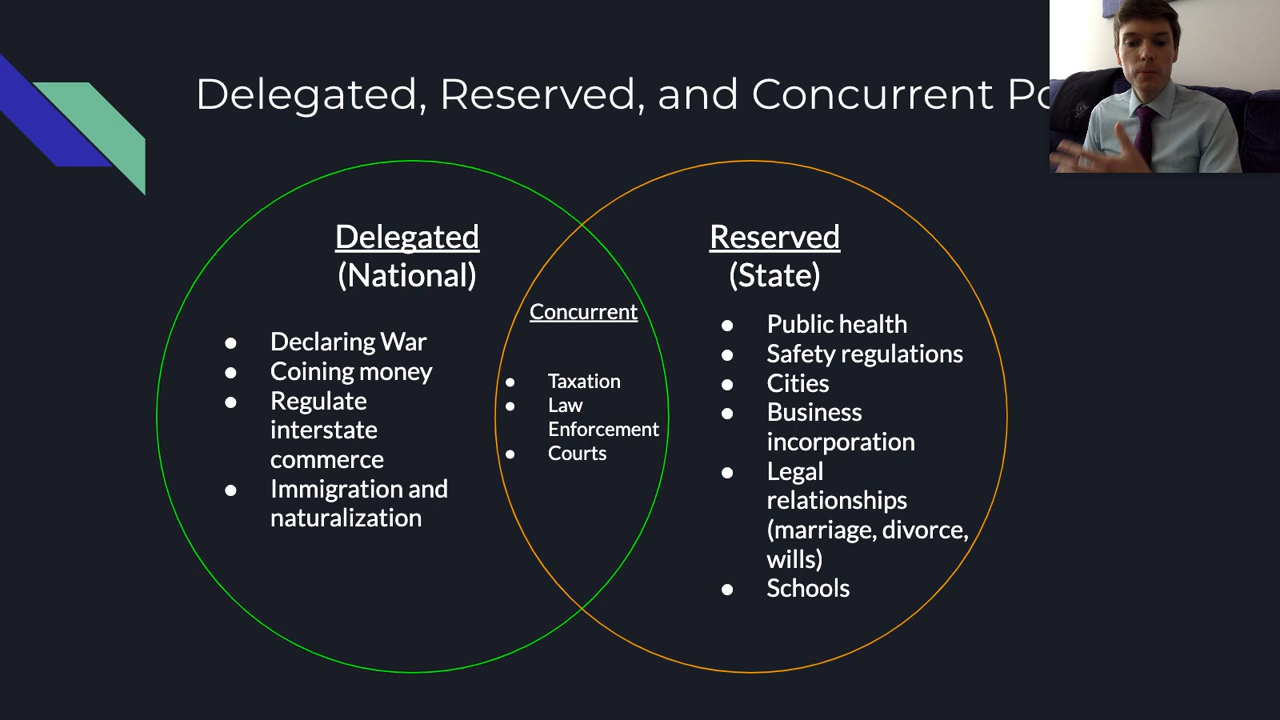 Delegated, Reserved, and Concurrent
Delegated
(National)
● Declaring War
● Coining money
● Regulate
interstate
commerce
● Immigration and
naturalization
Concurrent
● Taxation
● Law
Enforcement
● Courts
Reserved
(State)
● Public health
● Safety regulations
● Cities
● Business
incorporation
● Legal
relationships
(marriage, divorce,
wills)
● Schools